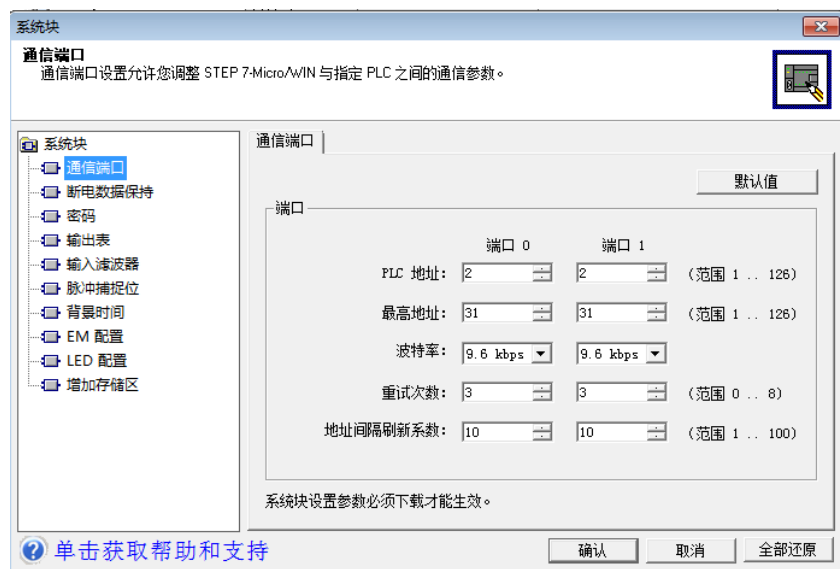 系统块
通信端口
通信端口设置允许您调整 STEP 7-Micro/WIN 与指定 PLC 之间的通信参数。
系统块
通信端口
断电数据保持
密码
输出表
输入滤波器
脉冲捕捉位
背景时间
EM 配置
LED 配置
增加存储区
通信端口
默认值
端口
端口 0 端口 1
PLC 地址: 2 2 (范围 1 .. 126)
最高地址: 31 31 (范围 1 .. 126)
波特率: 9.6 kbps 9.6 kbps
重试次数: 3 3 (范围 0 .. 8)
地址间隔刷新系数: 10 10 (范围 1 .. 100)
系统块设置参数必须下载才能生效。
单击获取帮助和支持
确认 取消 全部还原